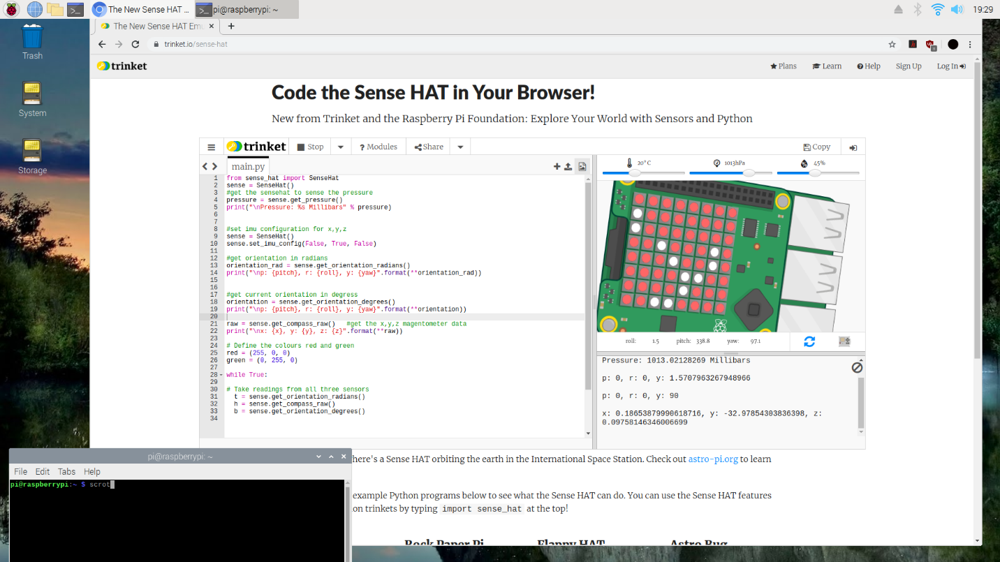 The New Sense HAT ...
pi@raspberrypi: ~
19:29
Trash
System
Storage
The New Sense HAT Emu
trinket.io/sense-hat
trinket
Plans
Learn
Help
Sign Up
Log In
Code the Sense HAT in Your Browser!
New from Trinket and the Raspberry Pi Foundation: Explore Your World with Sensors and Python
trinket
Stop
? Modules
Share
Copy
main.py
20° C
1013hPa
45%
1 from sense_hat import SenseHat
2 sense = SenseHat()
3 #get the sensehat to sense the pressure
4 pressure = sense.get_pressure()
5 print("\nPressure: %s Millibars" % pressure)
6
7
8 #set imu configuration for x,y,z
9 sense = SenseHat()
10 sense.set_imu_config(False, True, False)
11
12 #get orientation in radians
13 orientation_rad = sense.get_orientation_radians()
14 print("\np: {pitch}, r: {roll}, y: {yaw}".format(**orientation_rad))
15
16
17 #get current orientation in degress
18 orientation = sense.get_orientation_degrees()
19 print("\np: {pitch}, r: {roll}, y: {yaw}".format(**orientation))
20
21 raw = sense.get_compass_raw()   #get the x,y,z magentometer data
22 print("\nx: {x}, y: {y}, z: {z}".format(**raw))
23
24 # Define the colours red and green
25 red = (255, 0, 0)
26 green = (0, 255, 0)
27
28 while True:
29
30 # Take readings from all three sensors
31   t = sense.get_orientation_radians()
32   h = sense.get_compass_raw()
33   b = sense.get_orientation_degrees()
34
roll: 1.5 pitch: 338.8 yaw: 97.1
Pressure: 1013.02128269 Millibars
p: 0, r: 0, y: 1.5707963267948966
p: 0, r: 0, y: 90
x: 0.18653879990618716, y: -32.97854303836398, z:
0.09758146346006699
here's a Sense HAT orbiting the earth in the International Space Station. Check out astro-pi.org to learn
example Python programs below to see what the Sense HAT can do. You can use the Sense HAT features
on trinkets by typing import sense_hat at the top!
Rock Paper Pi
Flappy HAT
Astro Bug
pi@raspberrypi: ~
File Edit Tabs Help
pi@raspberrypi:~ $ scrot